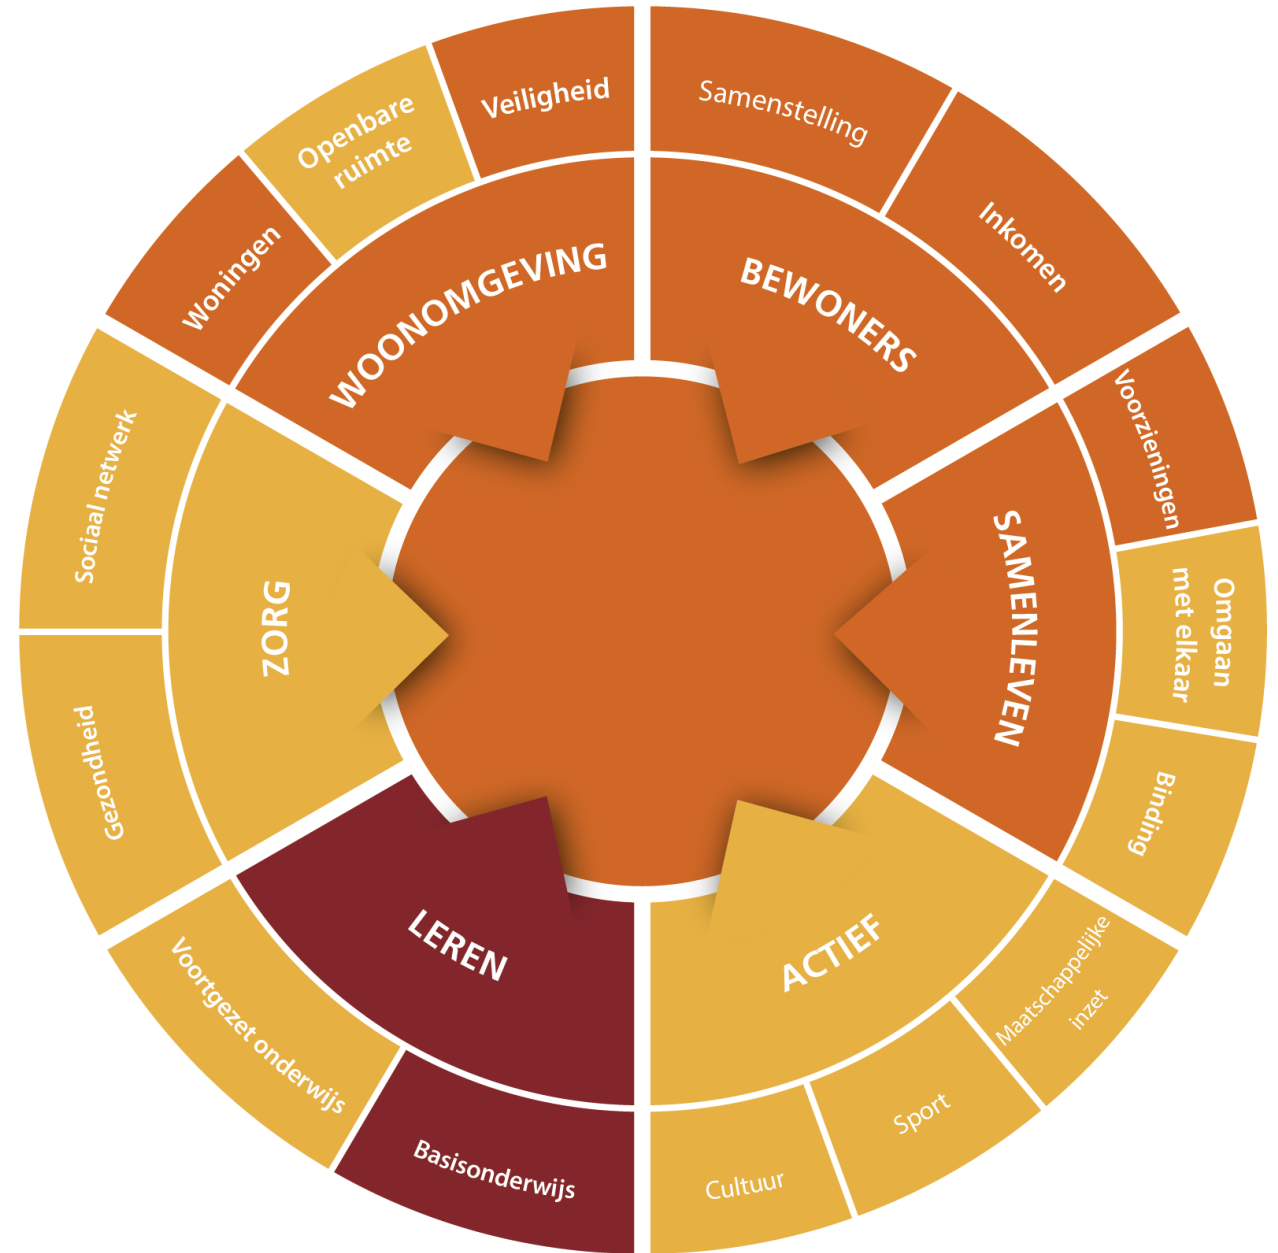 Samenstelling
Inkomen
BEWONERS
Voorzieningen
Omgaan
met elkaar
Binding
SAMENLEVEN
Maatschappelijke
inzet
Sport
Cultuur
ACTIEF
Basisonderwijs
Voortgezet onderwijs
LEREN
Gezondheid
Sociaal netwerk
ZORG
Woningen
Openbare
ruimte
Veiligheid
WOONOMGEVING